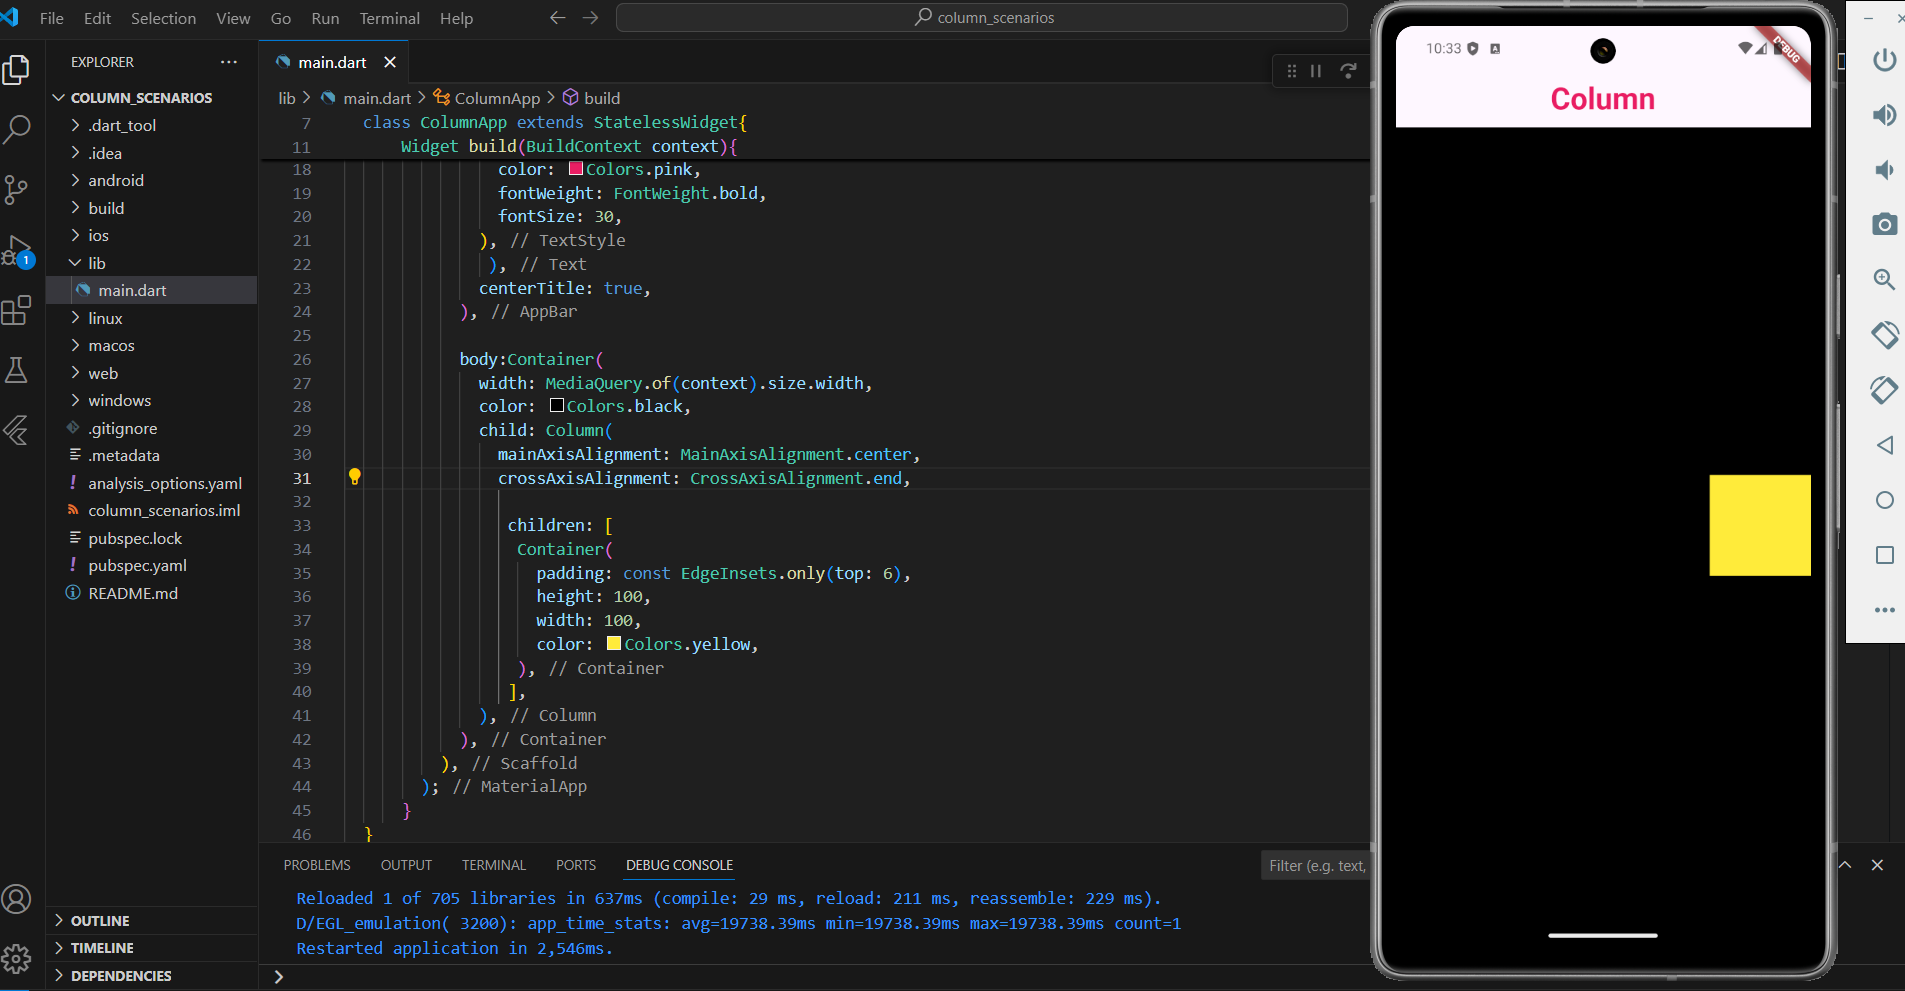 File Edit Selection View Go Run Terminal Help
column_scenarios
EXPLORER
COLUMN_SCENARIOS
.dart_tool
.idea
android
build
ios
lib
main.dart
linux
macos
web
windows
.gitignore
.metadata
analysis_options.yaml
column_scenarios.iml
pubspec.lock
pubspec.yaml
README.md
OUTLINE
TIMELINE
DEPENDENCIES
1
main.dart
lib > main.dart > ColumnApp > build
7 class ColumnApp extends StatelessWidget{
11 Widget build(BuildContext context){
18 color: Colors.pink,
19 fontWeight: FontWeight.bold,
20 fontSize: 30,
21 ), // TextStyle
22 ), // Text
23 centerTitle: true,
24 ), // AppBar
25
26 body:Container(
27 width: MediaQuery.of(context).size.width,
28 color: Colors.black,
29 child: Column(
30 mainAxisAlignment: MainAxisAlignment.center,
31 crossAxisAlignment: CrossAxisAlignment.end,
32
33 children: [
34 Container(
35 padding: const EdgeInsets.only(top: 6),
36 height: 100,
37 width: 100,
38 color: Colors.yellow,
39 ), // Container
40 ],
41 ), // Column
42 ), // Container
43 ), // Scaffold
44 ); // MaterialApp
45 }
46 }
PROBLEMS OUTPUT TERMINAL PORTS DEBUG CONSOLE
Filter (e.g. text,
Reloaded 1 of 705 libraries in 637ms (compile: 29 ms, reload: 211 ms, reassemble: 229 ms).
D/EGL_emulation( 3200): app_time_stats: avg=19738.39ms min=19738.39ms max=19738.39ms count=1
Restarted application in 2,546ms.
>
10:33
DEBUG
Column